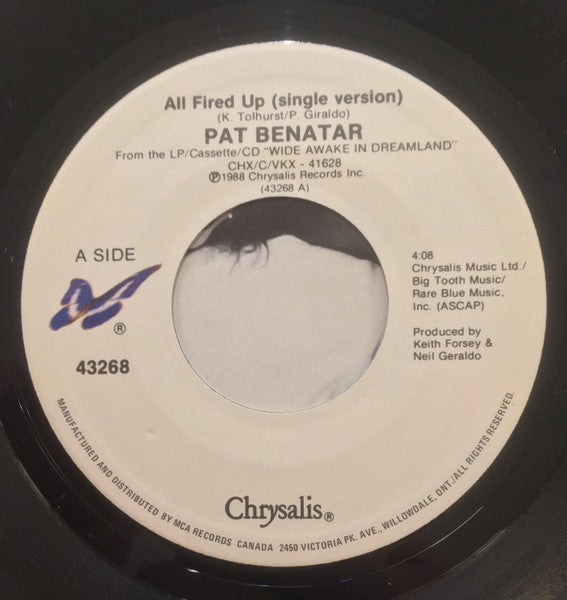 All Fired Up (single version)
(K. Tolhurst/P. Giraldo)
PAT BENATAR
From the LP/Cassette/CD "WIDE AWAKE IN DREAMLAND"
CHX/C/VKX - 41628
℗1988 Chrysalis Records Inc.
(43268 A)
A SIDE
®
43268
4:08
Chrysalis Music Ltd./
Big Tooth Music/
Rare Blue Music,
Inc. (ASCAP)
Produced by
Keith Forsey &
Neil Geraldo
Chrysalis®
MANUFACTURED AND DISTRIBUTED BY MCA RECORDS CANADA 2450 VICTORIA PK. AVE., WILLOWDALE, ONT./ALL RIGHTS RESERVED.